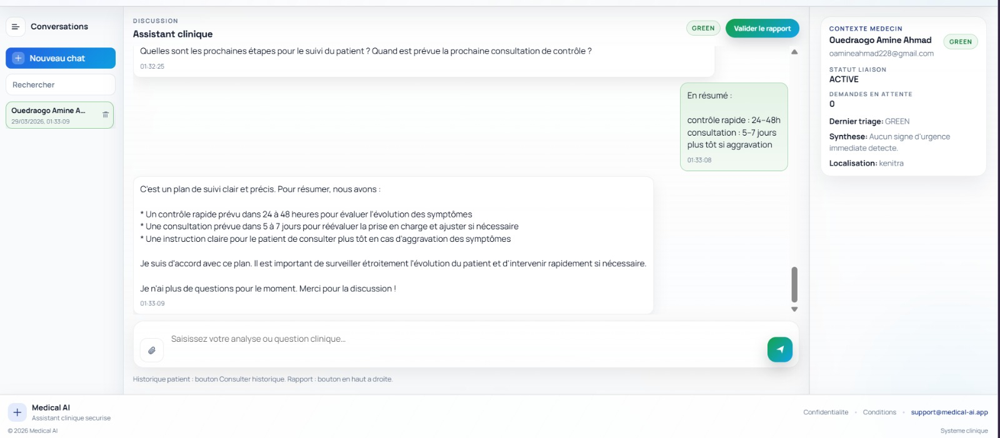 Conversations
Nouveau chat
Rechercher
Ouedraogo Amine A...
29/03/2026, 01:33:09
DISCUSSION
Assistant clinique
GREEN
Valider le rapport
Quelles sont les prochaines étapes pour le suivi du patient ? Quand est prévue la prochaine consultation de contrôle ?
01:32:25
En résumé :
contrôle rapide : 24–48h
consultation : 5–7 jours
plus tôt si aggravation
01:33:08
C'est un plan de suivi clair et précis. Pour résumer, nous avons :
* Un contrôle rapide prévu dans 24 à 48 heures pour évaluer l'évolution des symptômes
* Une consultation prévue dans 5 à 7 jours pour réévaluer la prise en charge et ajuster si nécessaire
* Une instruction claire pour le patient de consulter plus tôt en cas d'aggravation des symptômes
Je suis d'accord avec ce plan. Il est important de surveiller étroitement l'évolution du patient et d'intervenir rapidement si nécessaire.
Je n'ai plus de questions pour le moment. Merci pour la discussion !
01:33:09
Saisissez votre analyse ou question clinique...
Historique patient : bouton Consulter historique. Rapport : bouton en haut a droite.
CONTEXTE MEDECIN
Ouedraogo Amine Ahmad
GREEN
oamineahmad228@gmail.com
STATUT LIAISON
ACTIVE
DEMANDES EN ATTENTE
0
Dernier triage: GREEN
Synthese: Aucun signe d'urgence
immediate detecte.
Localisation: kenitra
Medical AI
Assistant clinique securise
© 2026 Medical AI
Confidentialite • Conditions • support@medical-ai.app
Systeme clinique